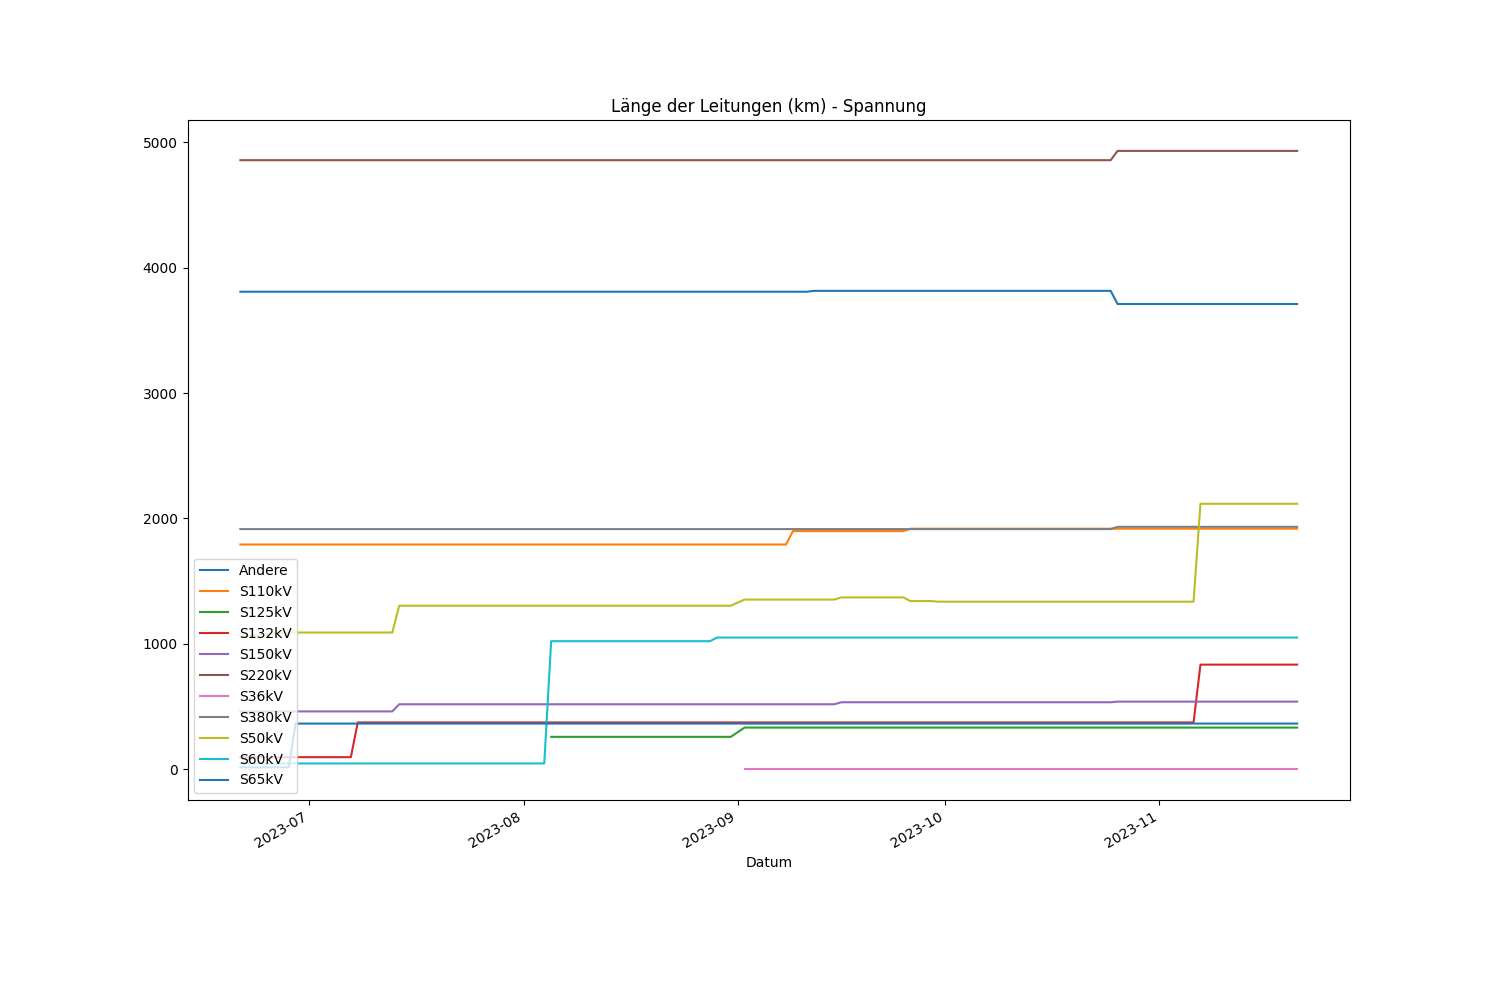 Länge der Leitungen (km) - Spannung
5000
4000
3000
2000
1000
0
Andere
S110kV
S125kV
S132kV
S150kV
S220kV
S36kV
S380kV
S50kV
S60kV
S65kV
2023-07
2023-08
2023-09
2023-10
2023-11
Datum